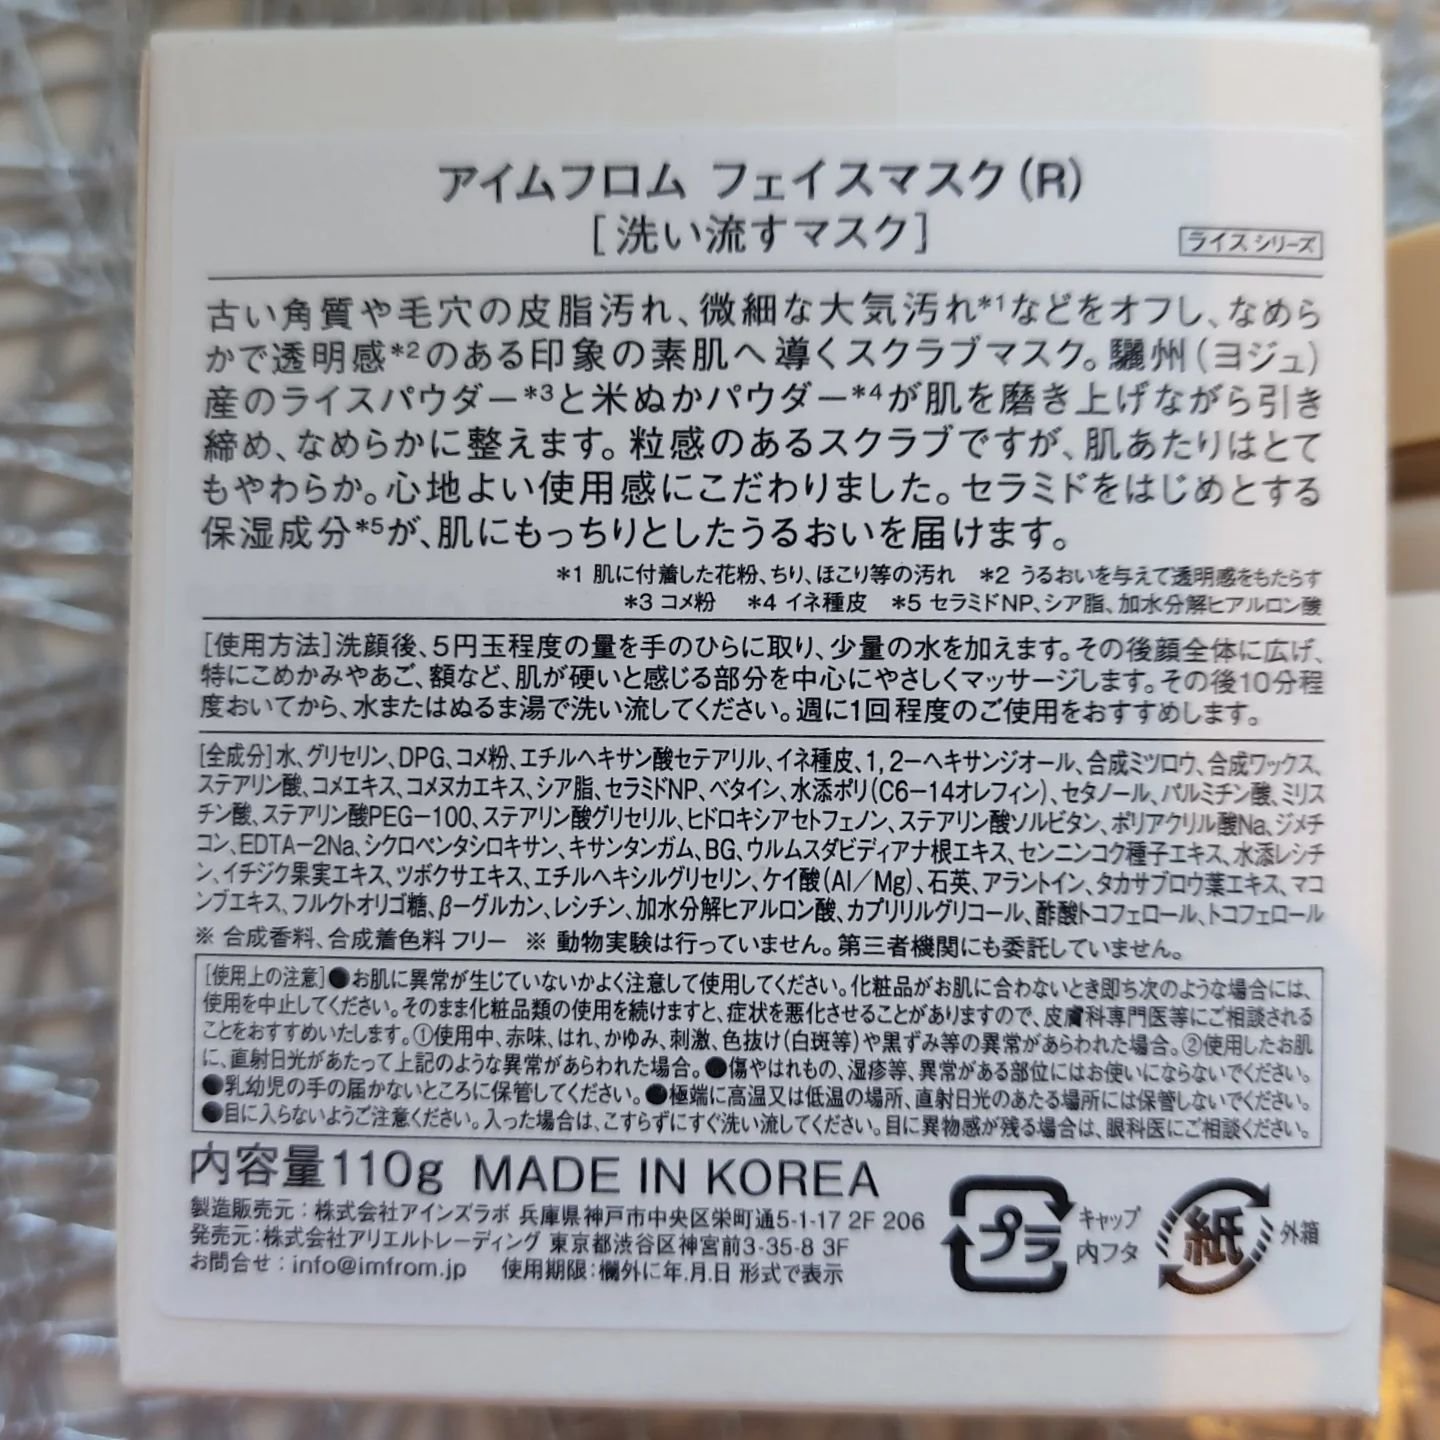 アイムフロム フェイスマスク(R)
[洗い流すマスク]
ライスシリーズ
古い角質や毛穴の皮脂汚れ、微細な大気汚れ*1などをオフし、なめら
かで透明感*2のある印象の素肌へ導くスクラブマスク。驪州(ヨジュ)
産のライスパウダー*3と米ぬかパウダー*4が肌を磨き上げながら引き
締め、なめらかに整えます。粒感のあるスクラブですが、肌あたりはとて
もやわらか。心地よい使用感にこだわりました。セラミドをはじめとする
保湿成分*5が、肌にもっちりとしたうるおいを届けます。
*1 肌に付着した花粉、ちり、ほこり等の汚れ *2 うるおいを与えて透明感をもたらす
*3 コメ粉 *4 イネ種皮 *5 セラミドNP、シア脂、加水分解ヒアルロン酸
[使用方法]洗顔後、5円玉程度の量を手のひらに取り、少量の水を加えます。その後顔全体に広げ、
特にこめかみやあご、額など、肌が硬いと感じる部分を中心にやさしくマッサージします。その後10分程
度おいてから、水またはぬるま湯で洗い流してください。週に1回程度のご使用をおすすめします。
[全成分]水、グリセリン、DPG、コメ粉、エチルヘキサン酸セテアリル、イネ種皮、1,2-ヘキサンジオール、合成ミツロウ、合成ワックス、
ステアリン酸、コメエキス、コメヌカエキス、シア脂、セラミドNP、ベタイン、水添ポリ(C6-14オレフィン)、セタノール、パルミチン酸、ミリス
チン酸、ステアリン酸PEG-100、ステアリン酸グリセリル、ヒドロキシアセトフェノン、ステアリン酸ソルビタン、ポリアクリル酸Na、ジメチ
コン、EDTA-2Na、シクロペンタシロキサン、キサンタンガム、BG、ウルムスダビディアナ根エキス、センニンコク種子エキス、水添レシチ
ン、イチジク果実エキス、ツボクサエキス、エチルヘキシルグリセリン、ケイ酸(Al/Mg)、石英、アラントイン、タカサブロウ葉エキス、マコ
ンブエキス、フルクトオリゴ糖、β-グルカン、レシチン、加水分解ヒアルロン酸、カプリリルグリコール、酢酸トコフェロール、トコフェロール
※ 合成香料、合成着色料 フリー ※ 動物実験は行っていません。第三者機関にも委託していません。
[使用上の注意]●お肌に異常が生じていないかよく注意して使用してください。化粧品がお肌に合わないとき即ち次のような場合には、
使用を中止してください。そのまま化粧品類の使用を続けますと、症状を悪化させることがありますので、皮膚科専門医等にご相談される
ことをおすすめいたします。①使用中、赤味、はれ、かゆみ、刺激、色抜け(白斑等)や黒ずみ等の異常があらわれた場合。②使用したお肌
に、直射日光があたって上記のような異常があらわれた場合。●傷やはれもの、湿疹等、異常がある部位にはお使いにならないでください。
●乳幼児の手の届かないところに保管してください。●極端に高温又は低温の場所、直射日光のあたる場所には保管しないでください。
●目に入らないようご注意ください。入った場合は、こすらずにすぐ洗い流してください。目に異物感が残る場合は、眼科医にご相談ください。
内容量110g MADE IN KOREA
製造販売元:株式会社アインズラボ 兵庫県神戸市中央区栄町通5-1-17 2F 206
発売元:株式会社アリエルトレーディング 東京都渋谷区神宮前3-35-8 3F
お問合せ:info@imfrom.jp 使用期限:欄外に年.月.日 形式で表示
プラ
キャップ
内フタ
紙
外箱